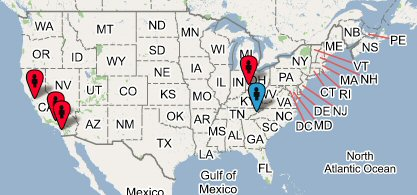 WA
MT
ND
MN
NB
PE
OR
ID
SD
WI
MI
ME
NS
WY
NE
IA
NY
VT
NH
NV
UT
CO
KS
MO
IL
IN
OH
PA
MA
RI
CT
CA
KY
WV
VA
NJ
DE
MD
DC
AZ
NM
OK
AR
TN
NC
SC
TX
MS
AL
GA
LA
FL
Gulf of
Mexico
Mexico
North
Atlantic Ocean